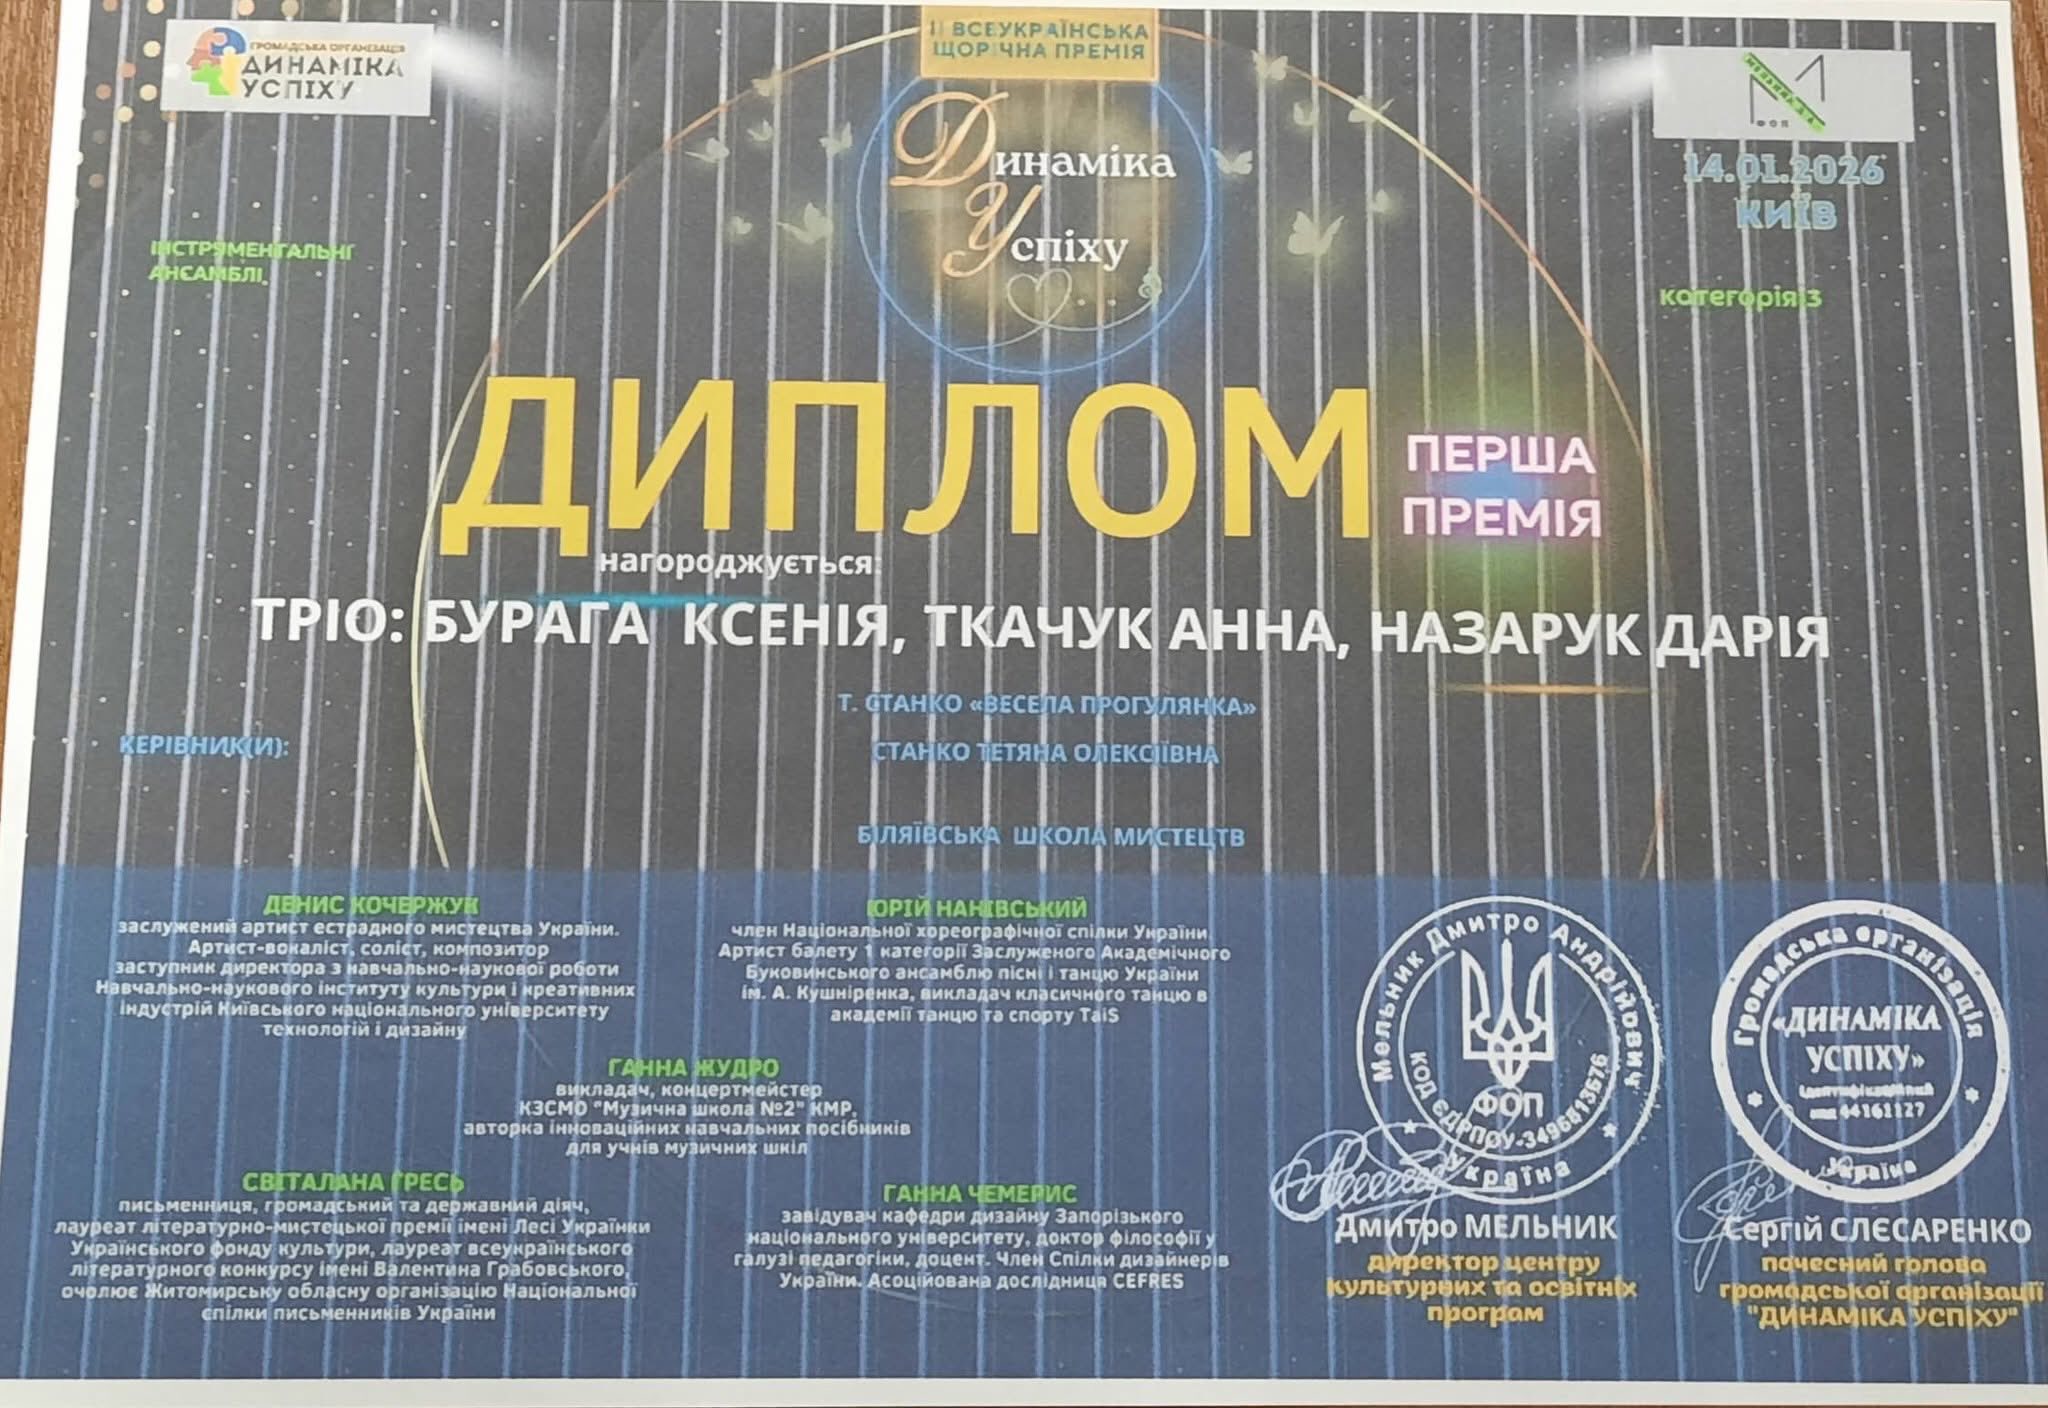 ГРОМАДСЬКА ОРГАНІЗАЦІЯ
ДИНАМІКА
УСПІХУ
II ВСЕУКРАЇНСЬКА
ЩОРІЧНА ПРЕМІЯ
Динаміка
Успіху
ФОП
14.01.2026
КИЇВ
ІНСТРУМЕНТАЛЬНІ
АНСАМБЛІ,
категорія 3
ДИПЛОМ
ПЕРША
ПРЕМІЯ
нагороджується:
ТРІО: БУРАГА КСЕНІЯ, ТКАЧУК АННА, НАЗАРУК ДАРІЯ
Т. СТАНКО «ВЕСЕЛА ПРОГУЛЯНКА»
КЕРІВНИК(И):
СТАНКО ТЕТЯНА ОЛЕКСІЇВНА
БІЛЯЇВСЬКА ШКОЛА МИСТЕЦТВ
ДЕНИС КОЧЕРЖУК
заслужений артист естрадного мистецтва України.
Артист-вокаліст, соліст, композитор
заступник директора з навчально-наукової роботи
Навчально-наукового інституту культури і креативних
індустрій Київського національного університету
технологій і дизайну
ЮРІЙ НАНІВСЬКИЙ
член Національної хореографічної спілки України.
Артист балету 1 категорії Заслуженого Академічного
Буковинського ансамблю пісні і танцю України
ім. А. Кушніренка, викладач класичного танцю в
академії танцю та спорту TaiS
ГАННА ЖУДРО
викладач, концертмейстер
КЗСМО "Музична школа №2" КМР,
авторка інноваційних навчальних посібників
для учнів музичних шкіл
СВІТАЛАНА ГРЕСЬ
письменниця, громадський та державний діяч,
лауреат літературно-мистецької премії імені Лесі Українки
Українського фонду культури, лауреат всеукраїнського
літературного конкурсу імені Валентина Грабовського,
очолює Житомирську обласну організацію Національної
спілки письменників України
ГАННА ЧЕМЕРИС
завідувач кафедри дизайну Запорізького
національного університету, доктор філософії у
галузі педагогіки, доцент. Член Спілки дизайнерів
України. Асоційована дослідниця CEFRES
Мельник Дмитро Андрійович
КОД ЄДРПОУ-3496513576
ФОП
Україна
Дмитро МЕЛЬНИК
директор центру
культурних та освітніх
програм
Громадська організація
«ДИНАМІКА
УСПІХУ»
Ідентифікаційний
код 44161127
Україна
Сергій СЛЄСАРЕНКО
почесний голова
громадської організації
"ДИНАМІКА УСПІХУ"